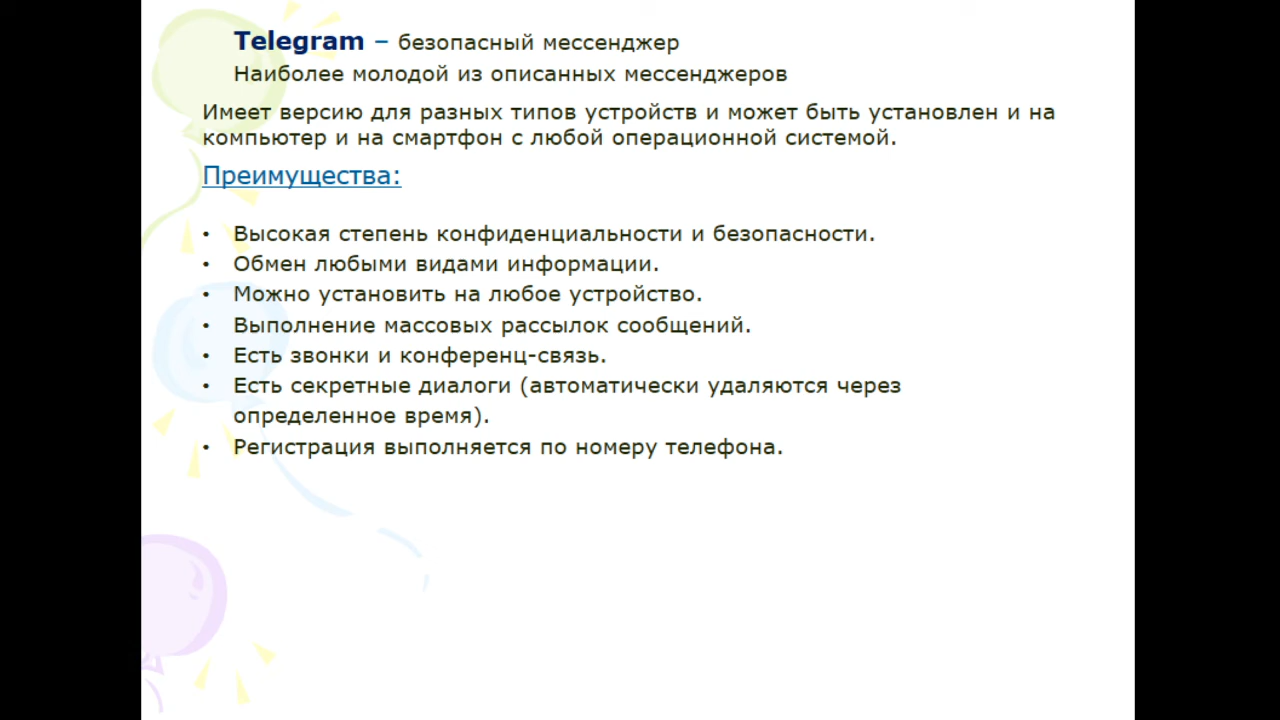 Telegram – безопасный мессенджер
Наиболее молодой из описанных мессенджеров
Имеет версию для разных типов устройств и может быть установлен и на
компьютер и на смартфон с любой операционной системой.
Преимущества:
• Высокая степень конфиденциальности и безопасности.
• Обмен любыми видами информации.
• Можно установить на любое устройство.
• Выполнение массовых рассылок сообщений.
• Есть звонки и конференц-связь.
• Есть секретные диалоги (автоматически удаляются через
определенное время).
• Регистрация выполняется по номеру телефона.